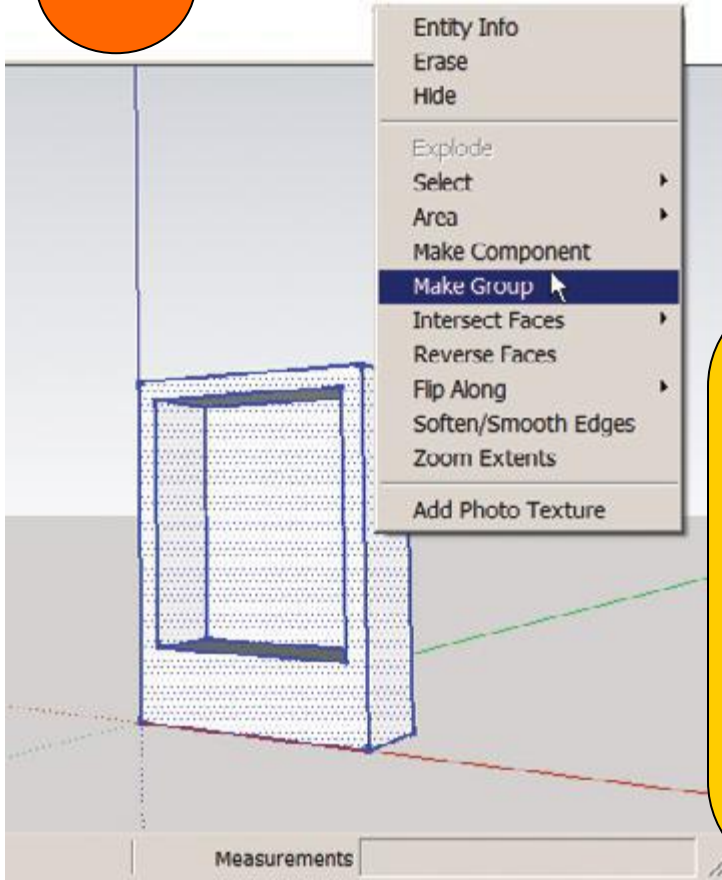 Entity Info
Erase
Hide
Explode
Select
Area
Make Component
Make Group
Intersect Faces
Reverse Faces
Flip Along
Soften/Smooth Edges
Zoom Extents
Add Photo Texture
Measurements